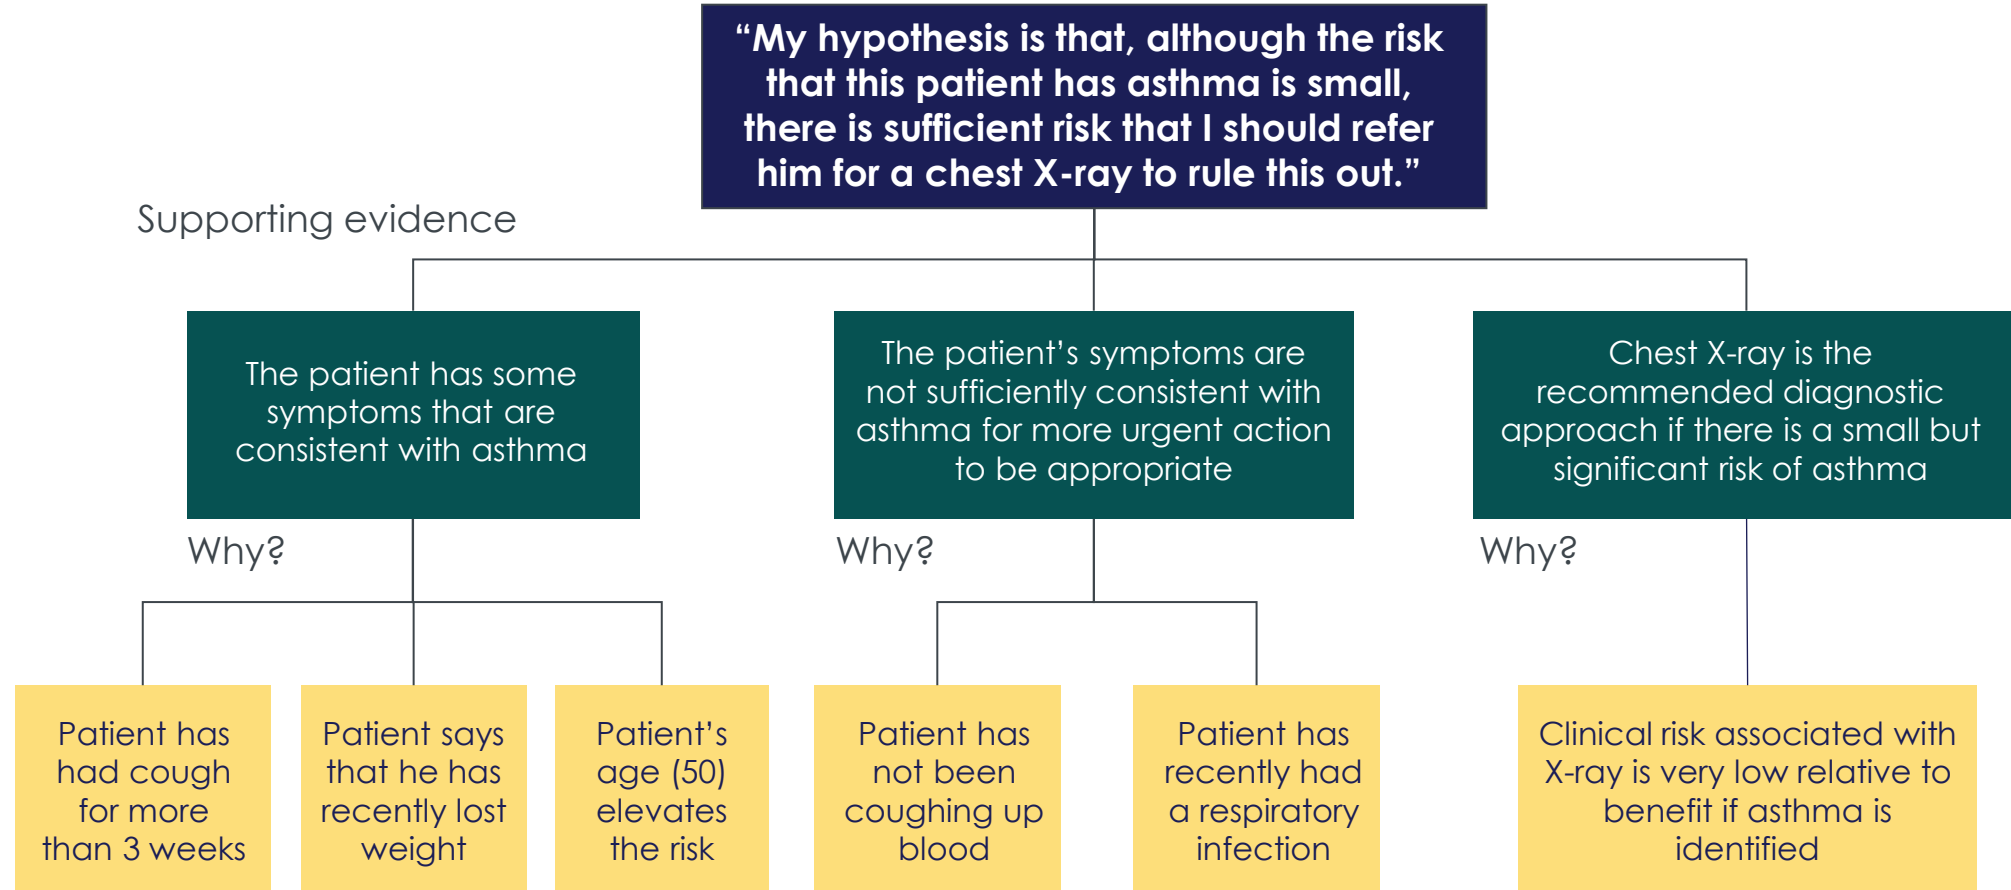 “My hypothesis is that, although the risk
that this patient has asthma is small,
there is sufficient risk that I should refer
him for a chest X-ray to rule this out.”
Supporting evidence
The patient has some
symptoms that are
consistent with asthma
The patient’s symptoms are
not sufficiently consistent with
asthma for more urgent action
to be appropriate
Chest X-ray is the
recommended diagnostic
approach if there is a small but
significant risk of asthma
Why?
Why?
Why?
Patient has
had cough
for more
than 3 weeks
Patient says
that he has
recently lost
weight
Patient’s
age (50)
elevates
the risk
Patient has
not been
coughing up
blood
Patient has
recently had
a respiratory
infection
Clinical risk associated with
X-ray is very low relative to
benefit if asthma is
identified